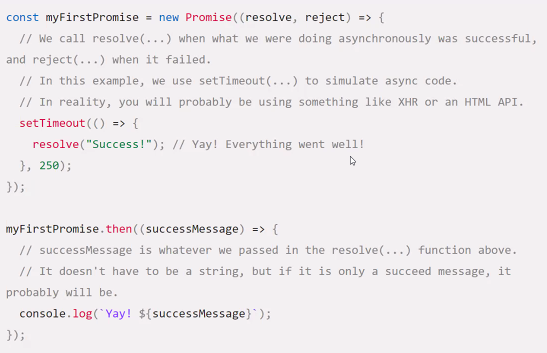 const myFirstPromise = new Promise((resolve, reject) => {
  // We call resolve(...) when what we were doing asynchronously was successful,
and reject(...) when it failed.
  // In this example, we use setTimeout(...) to simulate async code.
  // In reality, you will probably be using something like XHR or an HTML API.
  setTimeout(() => {
    resolve("Success!"); // Yay! Everything went well!
  }, 250);
});

myFirstPromise.then((successMessage) => {
  // successMessage is whatever we passed in the resolve(...) function above.
  // It doesn't have to be a string, but if it is only a succeed message, it
probably will be.
  console.log(`Yay! ${successMessage}`);
});